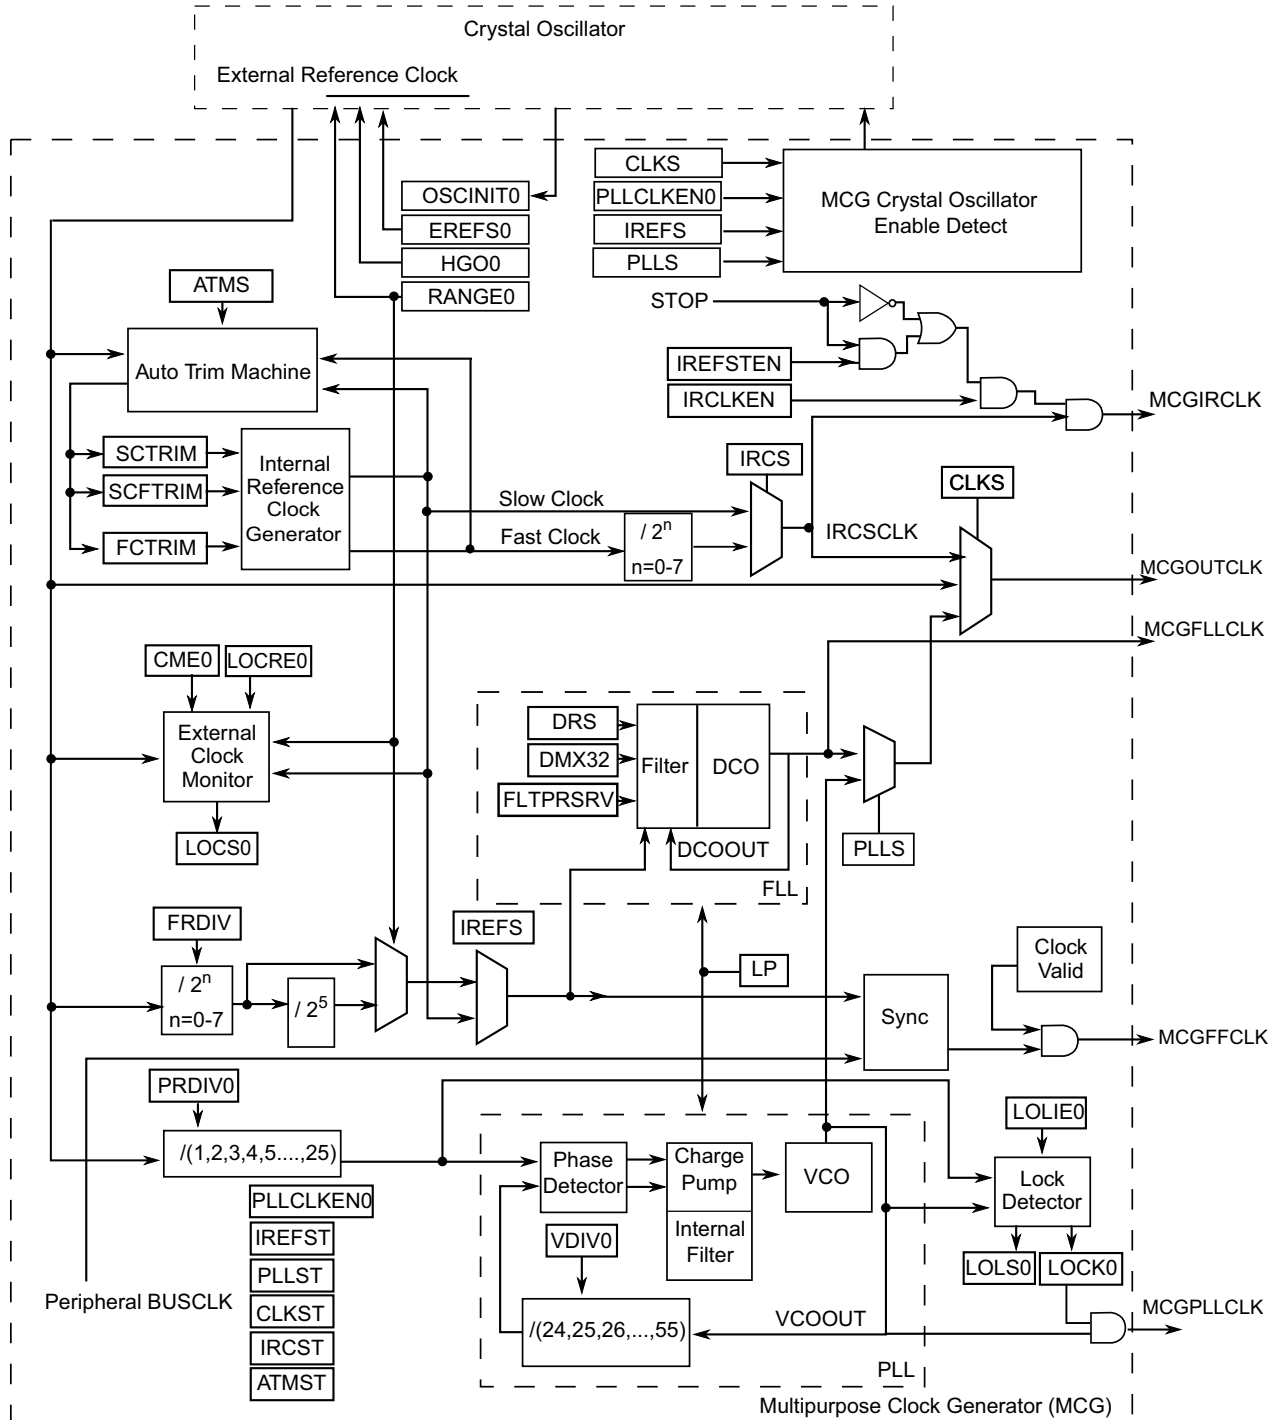 Crystal Oscillator
External Reference Clock
CLKS
PLLCLKEN0
IREFS
PLLS
MCG Crystal Oscillator
Enable Detect
OSCINIT0
EREFS0
HGO0
RANGE0
ATMS
STOP
Auto Trim Machine
IREFSTEN
IRCLKEN
MCGIRCLK
SCTRIM
SCFTRIM
FCTRIM
Internal
Reference
Clock
Generator
IRCS
CLKS
Slow Clock
Fast Clock
/ 2n
n=0-7
IRCSCLK
MCGOUTCLK
MCGFLLCLK
CME0
LOCRE0
External
Clock
Monitor
LOCS0
DRS
DMX32
FLTPRSRV
Filter
DCO
DCOOUT
FLL
PLLS
FRDIV
/ 2n
n=0-7
/ 25
IREFS
LP
Clock
Valid
Sync
MCGFFCLK
PRDIV0
/(1,2,3,4,5....,25)
LOLIE0
Phase
Detector
Charge
Pump
Internal
Filter
VCO
Lock
Detector
PLLCLKEN0
IREFST
PLLST
CLKST
IRCST
ATMST
VDIV0
LOLS0
LOCK0
Peripheral BUSCLK
/(24,25,26,...,55)
VCOOUT
MCGPLLCLK
PLL
Multipurpose Clock Generator (MCG)